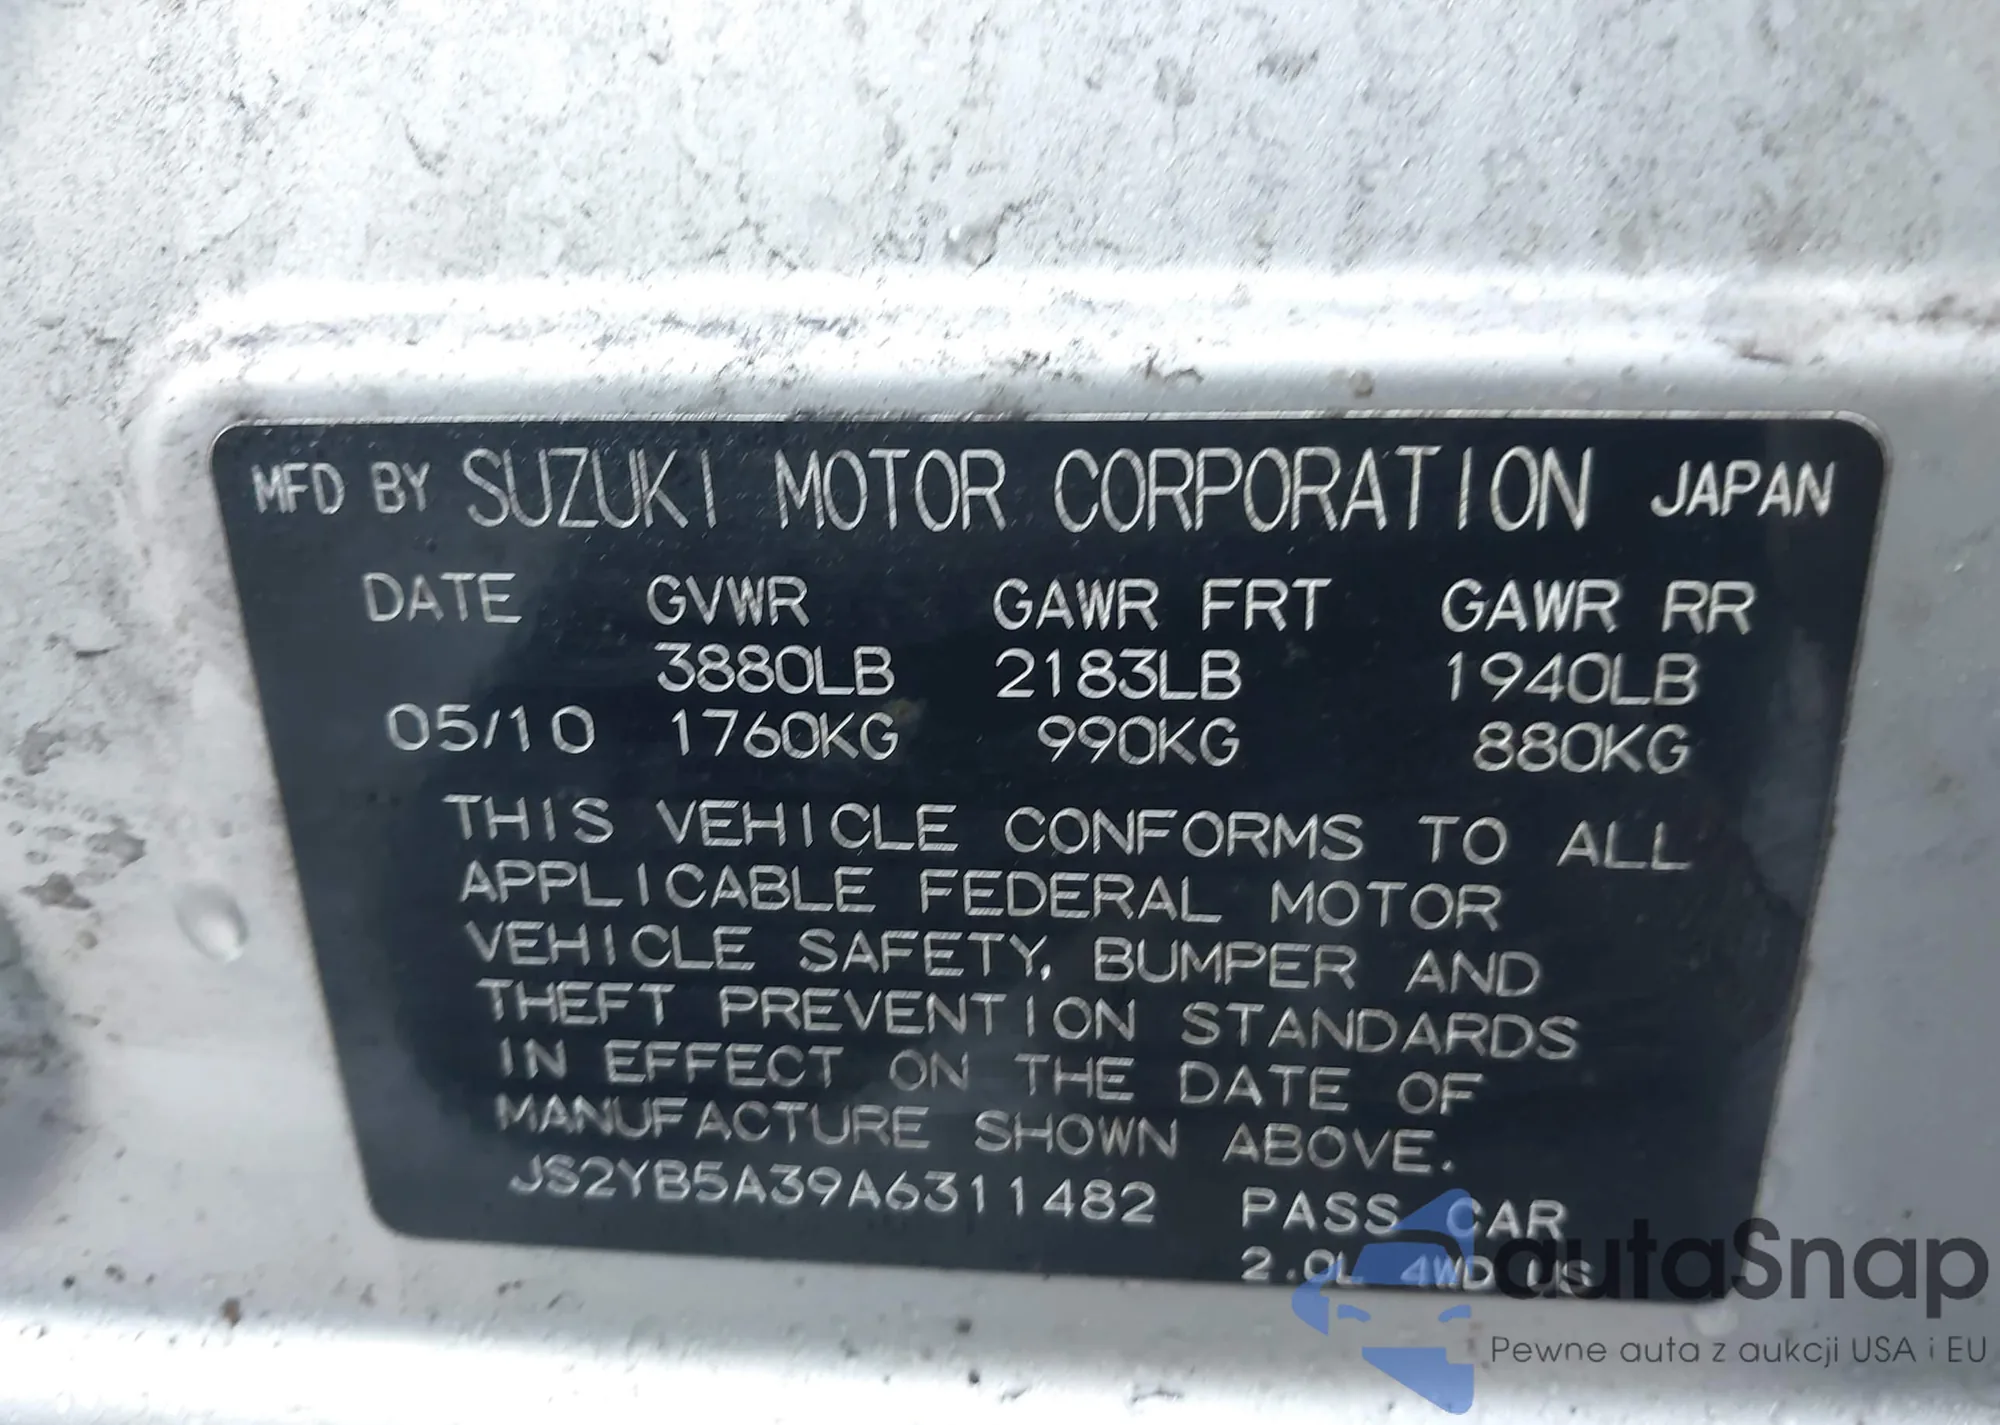 MFD BY SUZUKI MOTOR CORPORATION JAPAN
DATE GVWR GAWR FRT GAWR RR
3880LB 2183LB 1940LB
05/10 1760KG 990KG 880KG
THIS VEHICLE CONFORMS TO ALL
APPLICABLE FEDERAL MOTOR
VEHICLE SAFETY, BUMPER AND
THEFT PREVENTION STANDARDS
IN EFFECT ON THE DATE OF
MANUFACTURE SHOWN ABOVE.
JS2YB5A39A6311482 PASS CAR
2.0L 4WD US
autaSnap
Pewne auta z aukcji USA i EU